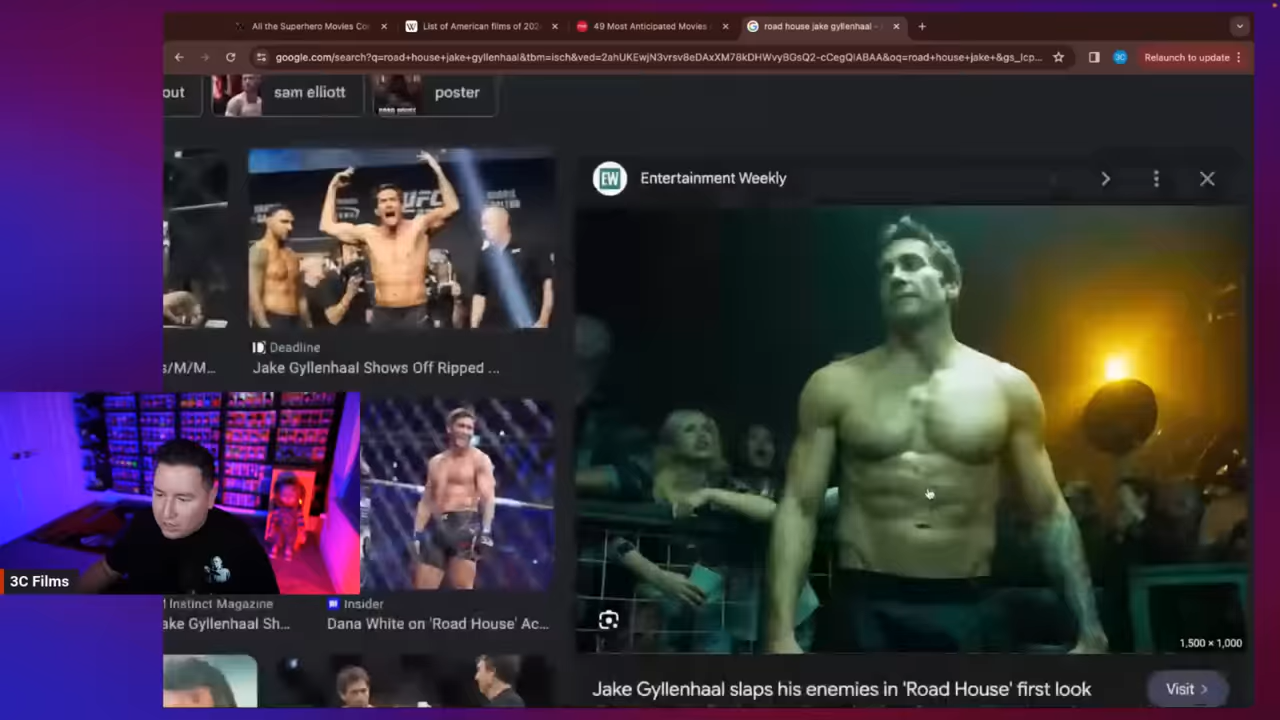 All the Superhero Movies Co
List of American films of 202
49 Most Anticipated Movies
road house jake gyllenhaal -
google.com/search?q=road+house+jake+gyllenhaal&tbm=isch&ved=2ahUKEwjN3vrsv8eDAxXM78kDHWvyBGsQ2-cCegQIABAA&oq=road+house+jake+&gs_lcp...
Relaunch to update
out
sam elliott
poster
EW
Entertainment Weekly
UFC
Deadline
s/M/M...
Jake Gyllenhaal Shows Off Ripped ...
3C Films
Instinct Magazine
ake Gyllenhaal Sh...
Insider
Dana White on 'Road House' Ac...
1,500 × 1,000
Jake Gyllenhaal slaps his enemies in 'Road House' first look
Visit